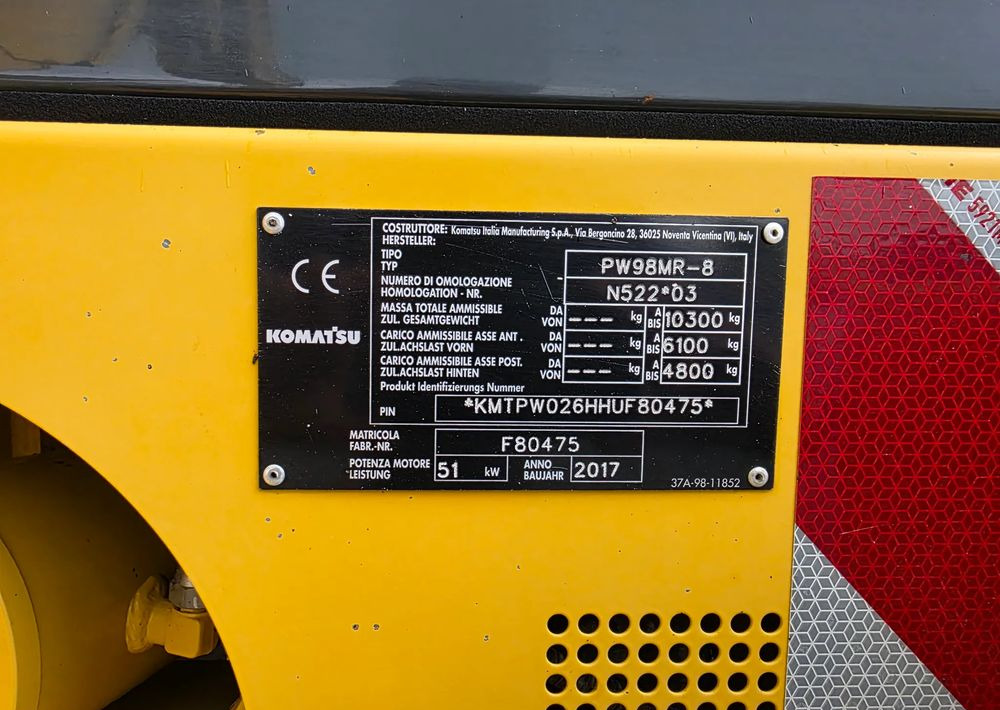 COSTRUTTORE: Komatsu Italia Manufacturing S.p.A., Via Bergoncino 28, 36025 Noventa Vicentina (VI), Italy
HERSTELLER:
TIPO
TYP
PW98MR-8
NUMERO DI OMOLOGAZIONE -
HOMOLOGATION - NR.
N522*03
MASSA TOTALE AMMISSIBILE DA --- kg A 10300 kg
ZUL. GESAMTGEWICHT VON BIS
CARICO AMMISSIBILE ASSE ANT. DA --- kg A 6100 kg
ZUL.ACHSLAST VORN VON BIS
CARICO AMMISSIBILE ASSE POST. DA --- kg A 4800 kg
ZUL.ACHSLAST HINTEN VON BIS
Produkt Identifizierungs Nummer
PIN *KMTPW026HHUF80475*
CE
KOMATSU
MATRICOLA
FABR.-NR.
F80475
POTENZA MOTORE 51 kW ANNO 2017
LEISTUNG BAUJAHR
37A-98-11852